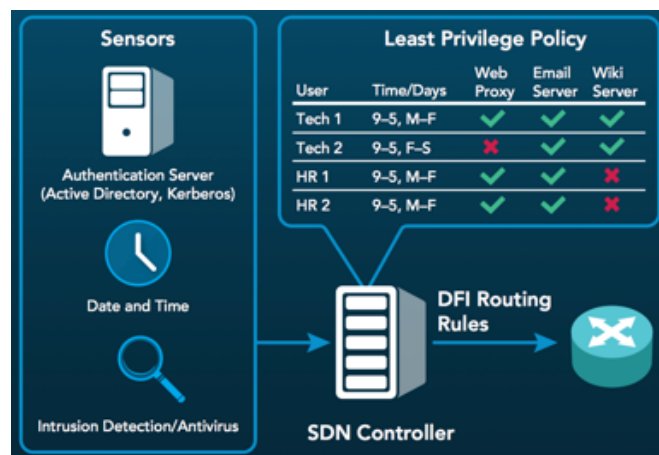 Sensors
Authentication Server
(Active Directory, Kerberos)
Date and Time
Intrusion Detection/Antivirus
Least Privilege Policy
User Time/Days Web Proxy Email Server Wiki Server
Tech 1 9–5, M–F ✓ ✓ ✓
Tech 2 9–5, F–S ✖ ✓ ✓
HR 1 9–5, M–F ✓ ✓ ✖
HR 2 9–5, M–F ✓ ✓ ✖
SDN Controller
DFI Routing
Rules